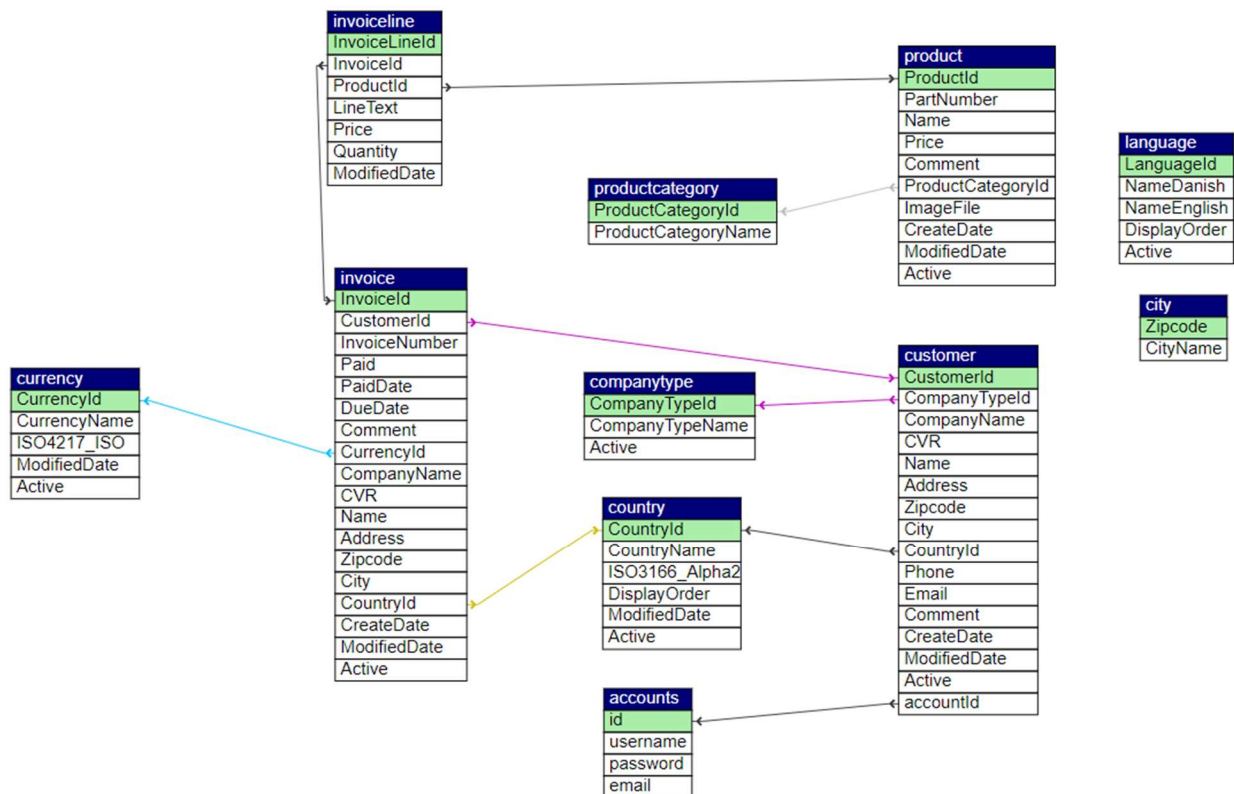 invoiceline
InvoiceLineId
InvoiceId
ProductId
LineText
Price
Quantity
ModifiedDate
product
ProductId
PartNumber
Name
Price
Comment
ProductCategoryId
ImageFile
CreateDate
ModifiedDate
Active
language
LanguageId
NameDanish
NameEnglish
DisplayOrder
Active
productcategory
ProductCategoryId
ProductCategoryName
city
Zipcode
CityName
invoice
InvoiceId
CustomerId
InvoiceNumber
Paid
PaidDate
DueDate
Comment
CurrencyId
CompanyName
CVR
Name
Address
Zipcode
City
CountryId
CreateDate
ModifiedDate
Active
currency
CurrencyId
CurrencyName
ISO4217_ISO
ModifiedDate
Active
companytype
CompanyTypeId
CompanyTypeName
Active
customer
CustomerId
CompanyTypeId
CompanyName
CVR
Name
Address
Zipcode
City
CountryId
Phone
Email
Comment
CreateDate
ModifiedDate
Active
accountId
country
CountryId
CountryName
ISO3166_Alpha2
DisplayOrder
ModifiedDate
Active
accounts
id
username
password
email